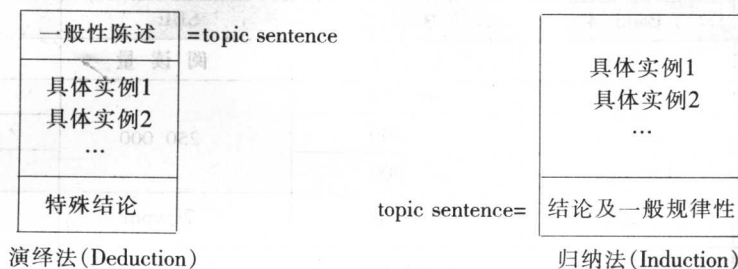 一般性陈述 =topic sentence
具体实例1
具体实例2
…
特殊结论
演绎法(Deduction)
具体实例1
具体实例2
…
topic sentence= 结论及一般规律性
归纳法(Induction)